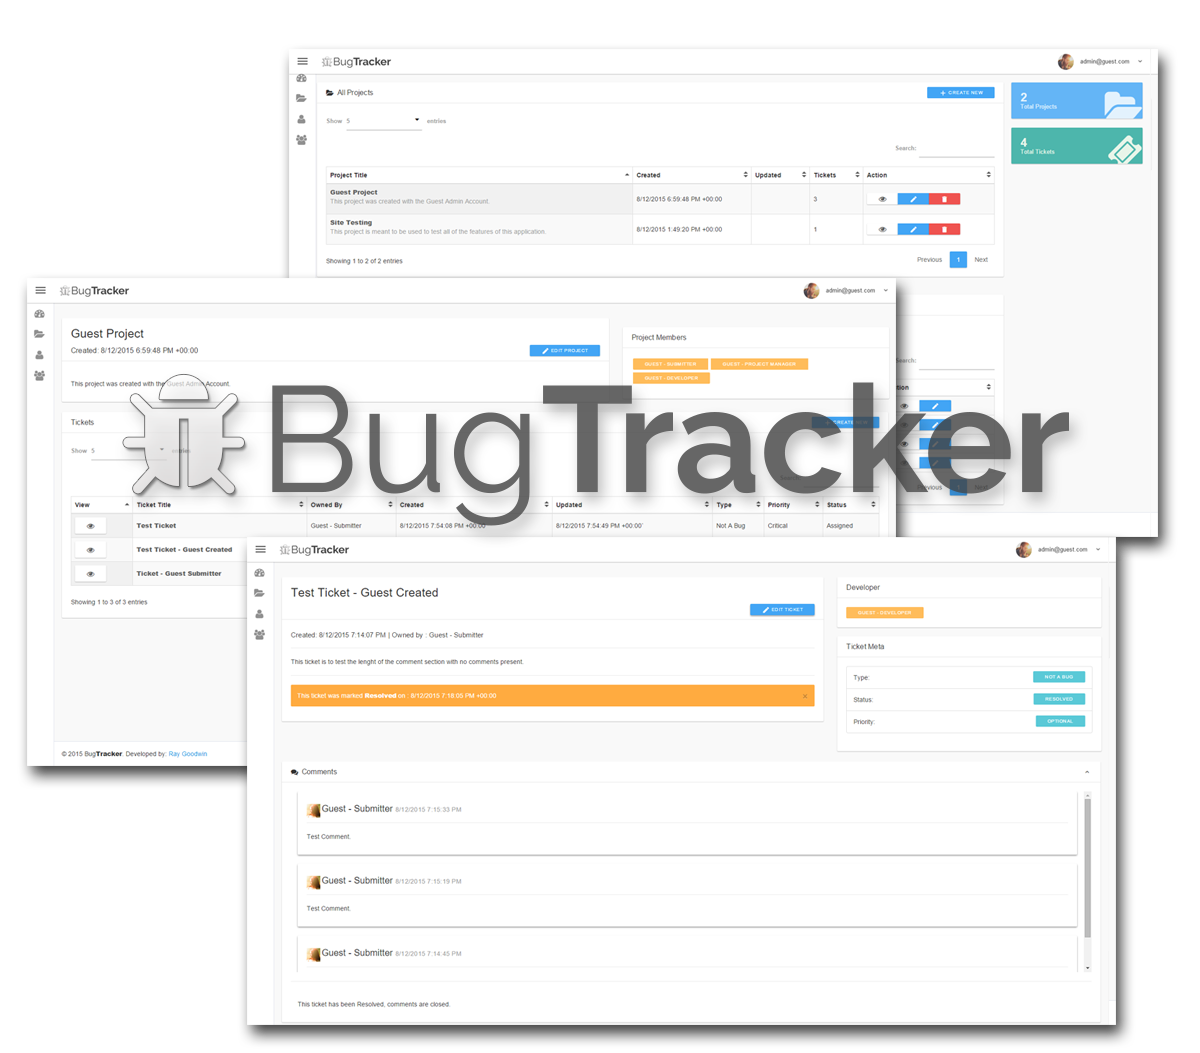 BugTracker
admin@guest.com
All Projects
CREATE NEW
2
Total Projects
Show 5 entries
4
Total Tickets
Search:
Project Title Created Updated Tickets Action
Guest Project
This project was created with the Guest Admin Account.
8/12/2015 6:59:48 PM +00:00
3
Site Testing
This project is meant to be used to test all of the features of this application.
8/12/2015 1:49:20 PM +00:00
1
Showing 1 to 2 of 2 entries
Previous 1 Next
BugTracker
admin@guest.com
Guest Project
Created: 8/12/2015 6:59:48 PM +00:00
EDIT PROJECT
This project was created with the Guest Admin Account.
Project Members
GUEST - SUBMITTER GUEST - PROJECT MANAGER
GUEST - DEVELOPER
Search:
BugTracker
Tickets
CREATE NEW
Show 5 entries
Previous 1 Next
View Ticket Title Owned By Created Updated Type Priority Status
Test Ticket Guest - Submitter 8/12/2015 7:54:08 PM +00:00 8/12/2015 7:54:49 PM +00:00 Not A Bug Critical Assigned
Test Ticket - Guest Created
Ticket - Guest Submitter
Showing 1 to 3 of 3 entries
© 2015 BugTracker. Developed by: Ray Goodwin
BugTracker
admin@guest.com
Test Ticket - Guest Created
EDIT TICKET
Created: 8/12/2015 7:14:07 PM | Owned by : Guest - Submitter
This ticket is to test the lenght of the comment section with no comments present.
This ticket was marked Resolved on : 8/12/2015 7:18:05 PM +00:00 ×
Developer
GUEST - DEVELOPER
Ticket Meta
Type: NOT A BUG
Status: RESOLVED
Priority: OPTIONAL
Comments
Guest - Submitter 8/12/2015 7:15:33 PM
Test Comment.
Guest - Submitter 8/12/2015 7:15:19 PM
Test Comment.
Guest - Submitter 8/12/2015 7:14:45 PM
This ticket has been Resolved, comments are closed.